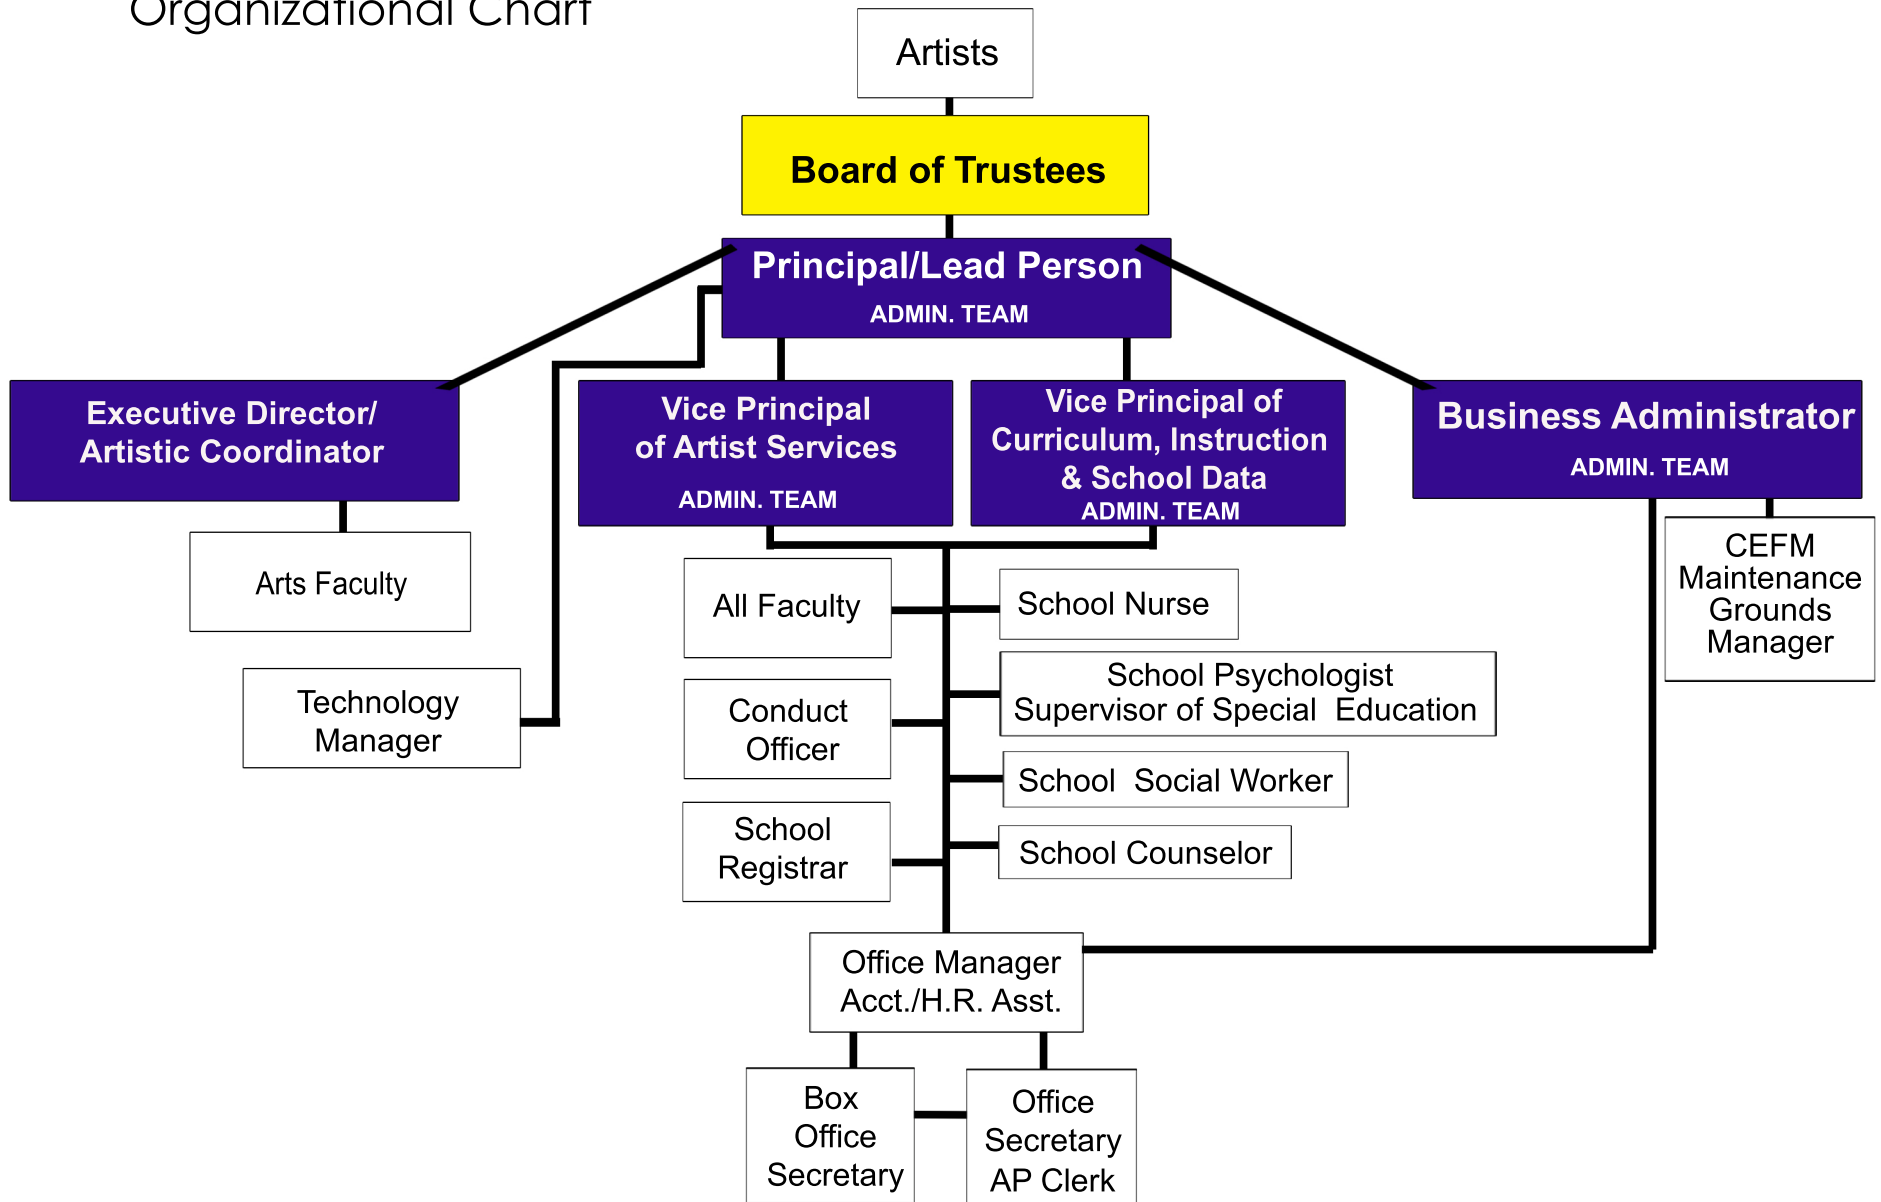 Organizational Chart
Artists
Board of Trustees
Principal/Lead Person
ADMIN. TEAM
Executive Director/
Artistic Coordinator
Vice Principal
of Artist Services
ADMIN. TEAM
Vice Principal of
Curriculum, Instruction
& School Data
ADMIN. TEAM
Business Administrator
ADMIN. TEAM
Arts Faculty
CEFM
Maintenance
Grounds
Manager
Technology
Manager
All Faculty
School Nurse
Conduct
Officer
School Psychologist
Supervisor of Special  Education
School  Social Worker
School
Registrar
School Counselor
Office Manager
Acct./H.R. Asst.
Box
Office
Secretary
Office
Secretary
AP Clerk